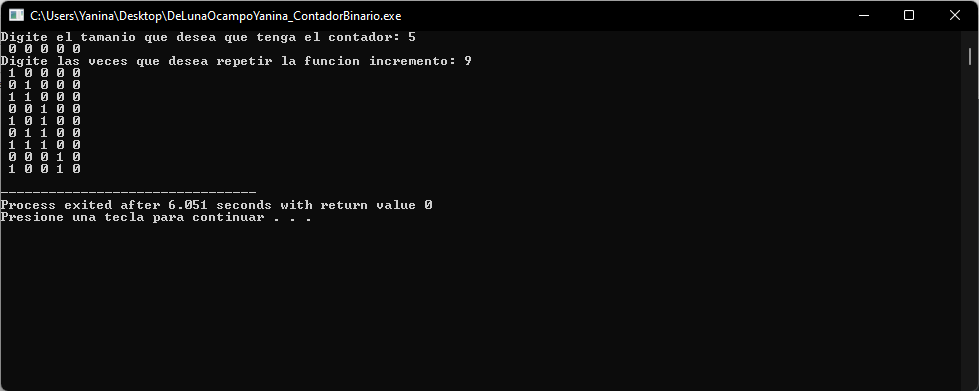 C:\Users\Yanina\Desktop\DeLunaOcampoYanina_ContadorBinario.exe
Digite el tamanio que desea que tenga el contador: 5
0 0 0 0 0
Digite las veces que desea repetir la funcion incremento: 9
1 0 0 0 0
0 1 0 0 0
1 1 0 0 0
0 0 1 0 0
1 0 1 0 0
0 1 1 0 0
1 1 1 0 0
0 0 0 1 0
1 0 0 1 0
--------------------------------
Process exited after 6.051 seconds with return value 0
Presione una tecla para continuar . . .